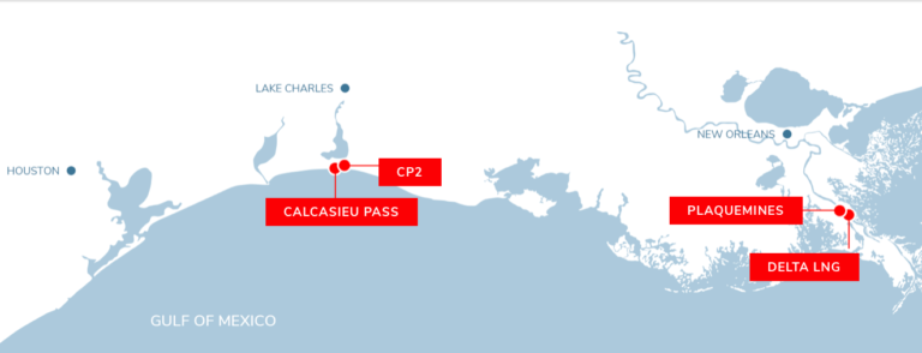 LAKE CHARLES
NEW ORLEANS
HOUSTON
CP2
CALCASIEU PASS
PLAQUEMINES
DELTA LNG
GULF OF MEXICO